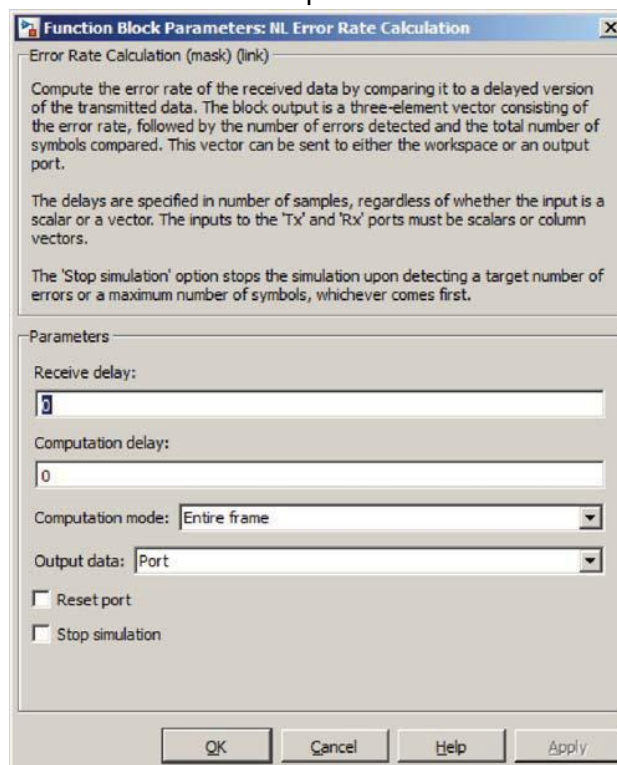 Function Block Parameters: NL Error Rate Calculation
Error Rate Calculation (mask) (link)
Compute the error rate of the received data by comparing it to a delayed version
of the transmitted data. The block output is a three-element vector consisting of
the error rate, followed by the number of errors detected and the total number of
symbols compared. This vector can be sent to either the workspace or an output
port.
The delays are specified in number of samples, regardless of whether the input is a
scalar or a vector. The inputs to the 'Tx' and 'Rx' ports must be scalars or column
vectors.
The 'Stop simulation' option stops the simulation upon detecting a target number of
errors or a maximum number of symbols, whichever comes first.
Parameters
Receive delay:
0
Computation delay:
0
Computation mode: Entire frame
Output data: Port
Reset port
Stop simulation
OK Cancel Help Apply